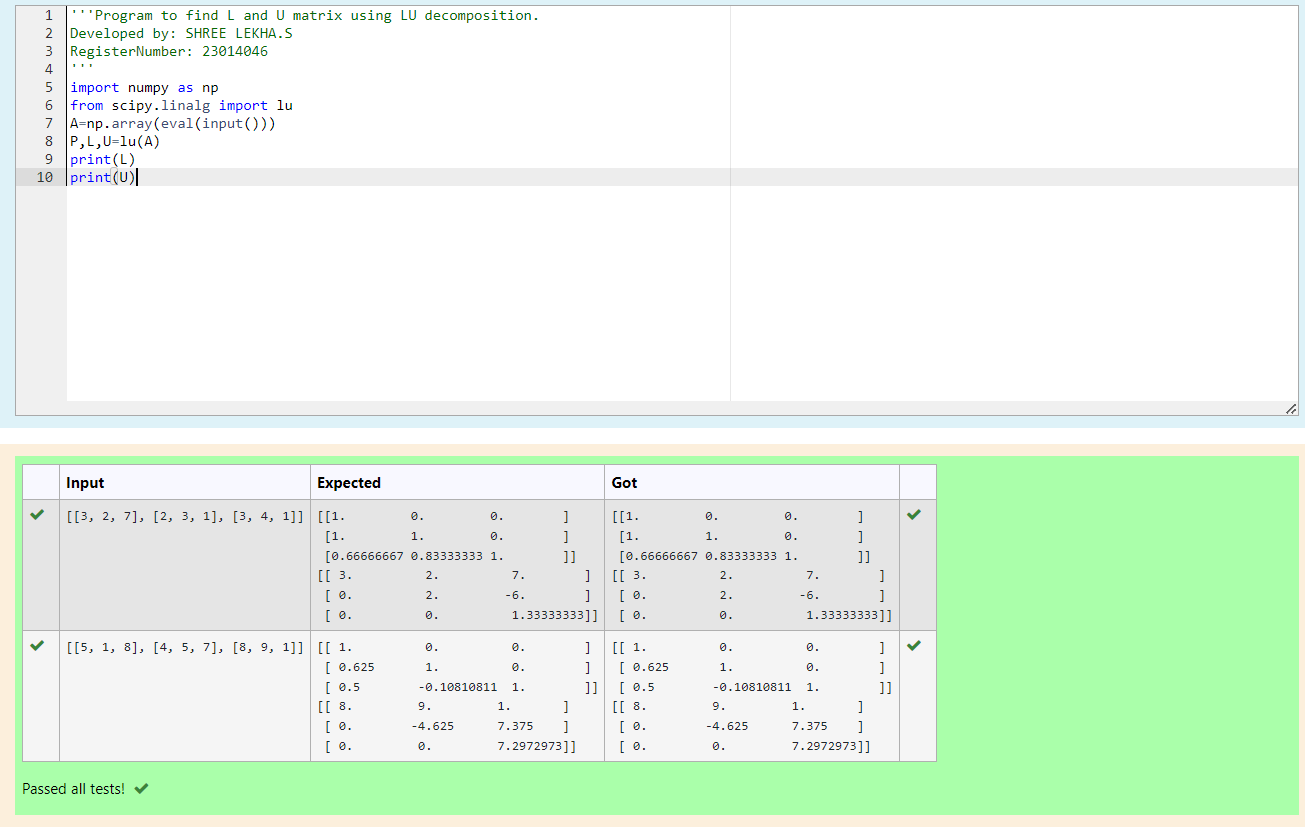 1 '''Program to find L and U matrix using LU decomposition.
2 Developed by: SHREE LEKHA.S
3 RegisterNumber: 23014046
4 '''
5 import numpy as np
6 from scipy.linalg import lu
7 A=np.array(eval(input()))
8 P,L,U=lu(A)
9 print(L)
10 print(U)
Input Expected Got
[[3, 2, 7], [2, 3, 1], [3, 4, 1]] [[1. 0. 0. ] [[1. 0. 0. ]
[1. 1. 0. ] [1. 1. 0. ]
[0.66666667 0.83333333 1. ]] [0.66666667 0.83333333 1. ]]
[[ 3. 2. 7. ] [[ 3. 2. 7. ]
[ 0. 2. -6. ] [ 0. 2. -6. ]
[ 0. 0. 1.33333333]] [ 0. 0. 1.33333333]]
[[5, 1, 8], [4, 5, 7], [8, 9, 1]] [[ 1. 0. 0. ] [[ 1. 0. 0. ]
[ 0.625 1. 0. ] [ 0.625 1. 0. ]
[ 0.5 -0.10810811 1. ]] [ 0.5 -0.10810811 1. ]]
[[ 8. 9. 1. ] [[ 8. 9. 1. ]
[ 0. -4.625 7.375 ] [ 0. -4.625 7.375 ]
[ 0. 0. 7.2972973]] [ 0. 0. 7.2972973]]
Passed all tests!